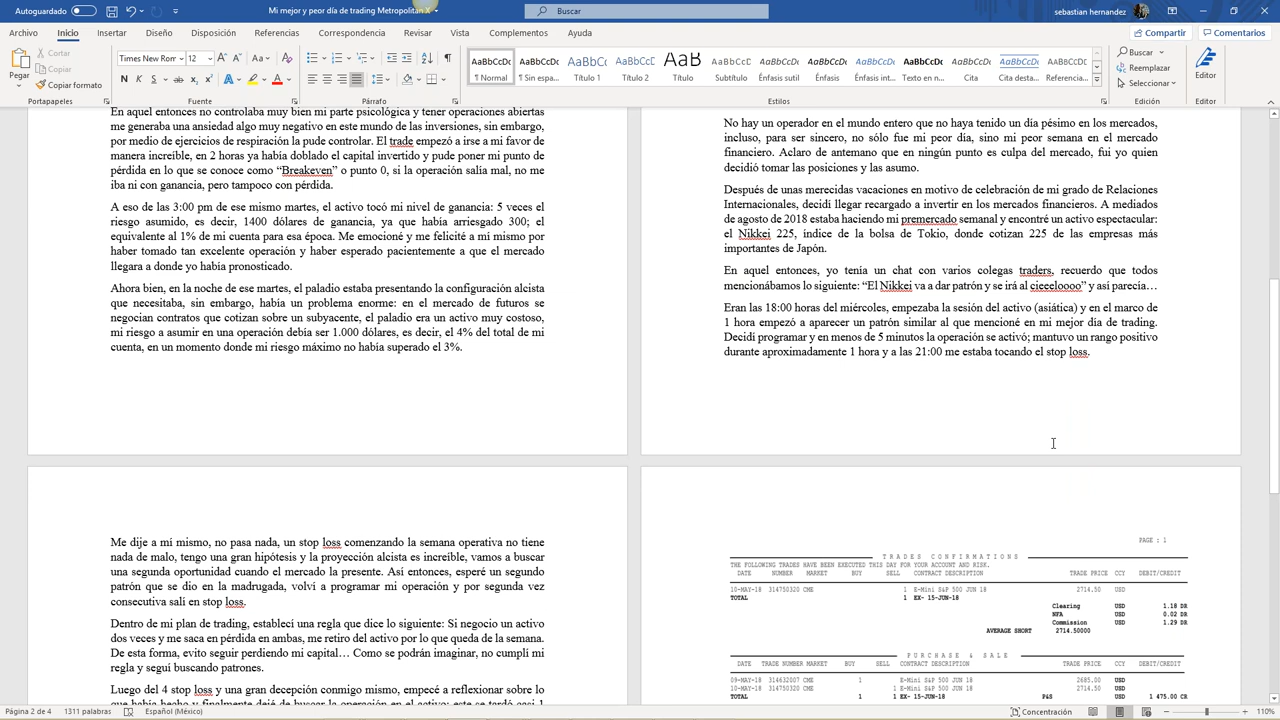 Autoguardado
Mi mejor y peor día de trading Metropolitan X
Buscar
sebastian hernandez
Archivo Inicio Insertar Diseño Disposición Referencias Correspondencia Revisar Vista Complementos Ayuda
Compartir Comentarios
Pegar
Cortar
Copiar
Copiar formato
Portapapeles
Times New Rom 12
Fuente
Párrafo
¶ Normal
¶ Sin espa...
Título 1
Título 2
Título
Subtítulo
Énfasis sutil
Énfasis
Énfasis int...
Texto en n...
Cita
Cita desta...
Referencia...
Estilos
Buscar
Reemplazar
Seleccionar
Edición
Editor
Editor
En aquel entonces no controlaba muy bien mi parte psicológica y tener operaciones abiertas
me generaba una ansiedad algo muy negativo en este mundo de las inversiones, sin embargo,
por medio de ejercicios de respiración la pude controlar. El trade empezó a irse a mi favor de
manera increíble, en 2 horas ya había doblado el capital invertido y pude poner mi punto de
pérdida en lo que se conoce como “Breakeven” o punto 0, si la operación salía mal, no me
iba ni con ganancia, pero tampoco con pérdida.
A eso de las 3:00 pm de ese mismo martes, el activo tocó mi nivel de ganancia: 5 veces el
riesgo asumido, es decir, 1400 dólares de ganancia, ya que había arriesgado 300; el
equivalente al 1% de mi cuenta para esa época. Me emocioné y me felicité a mí mismo por
haber tomado tan excelente operación y haber esperado pacientemente a que el mercado
llegara a donde yo había pronosticado.
Ahora bien, en la noche de ese martes, el paladio estaba presentando la configuración alcista
que necesitaba, sin embargo, había un problema enorme: en el mercado de futuros se
negocian contratos que cotizan sobre un subyacente, el paladio era un activo muy costoso,
mi riesgo a asumir en una operación debía ser 1.000 dólares, es decir, el 4% del total de mi
cuenta, en un momento donde mi riesgo máximo no había superado el 3%.
No hay un operador en el mundo entero que no haya tenido un día pésimo en los mercados,
incluso, para ser sincero, no sólo fue mi peor día, sino mi peor semana en el mercado
financiero. Aclaro de antemano que en ningún punto es culpa del mercado, fui yo quien
decidió tomar las posiciones y las asumo.
Después de unas merecidas vacaciones en motivo de celebración de mi grado de Relaciones
Internacionales, decidí llegar recargado a invertir en los mercados financieros. A mediados
de agosto de 2018 estaba haciendo mi premercado semanal y encontré un activo espectacular:
el Nikkei 225, índice de la bolsa de Tokio, donde cotizan 225 de las empresas más
importantes de Japón.
En aquel entonces, yo tenía un chat con varios colegas traders, recuerdo que todos
mencionábamos lo siguiente: “El Nikkei va a dar patrón y se irá al cieeeloooo” y así parecía…
Eran las 18:00 horas del miércoles, empezaba la sesión del activo (asiática) y en el marco de
1 hora empezó a aparecer un patrón similar al que mencioné en mi mejor día de trading.
Decidí programar y en menos de 5 minutos la operación se activó; mantuvo un rango positivo
durante aproximadamente 1 hora y a las 21:00 me estaba tocando el stop loss.
Me dije a mí mismo, no pasa nada, un stop loss comenzando la semana operativa no tiene
nada de malo, tengo una gran hipótesis y la proyección alcista es increíble, vamos a buscar
una segunda oportunidad cuando el mercado la presente. Así entonces, esperé un segundo
patrón que se dio en la madrugada, volví a programar mi operación y por segunda vez
consecutiva salí en stop loss.
Dentro de mi plan de trading, establecí una regla que dice lo siguiente: Si negocio un activo
dos veces y me saca en pérdida en ambas, me retiro del activo por lo que queda de la semana.
De esta forma, evito seguir perdiendo mi capital… Como se podrán imaginar, no cumplí mi
regla y seguí buscando patrones.
Luego del 4 stop loss y una gran decepción conmigo mismo, empecé a reflexionar sobre lo
que había hecho y finalmente dejé de buscar la operación en el activo; este se tardó casi 1
PAGE : 1
TRADES CONFIRMATIONS
THE FOLLOWING TRADES HAVE BEEN EXECUTED THIS DAY FOR YOUR ACCOUNT AND RISK.
DATE NUMBER MARKET BUY SELL CONTRACT DESCRIPTION TRADE PRICE CCY DEBIT/CREDIT
10-MAY-18 314750320 CME 1 E-Mini S&P 500 JUN 18 2714.50 USD
TOTAL 1 EX- 15-JUN-18
Clearing USD 1.18 DR
NFA USD 0.02 DR
Commission USD 1.29 DR
AVERAGE SHORT 2714.50000
PURCHASE & SALE
DATE TRADE NUMBER MARKET BUY SELL CONTRACT DESCRIPTION TRADE PRICE CCY DEBIT/CREDIT
09-MAY-18 314632007 CME 1 E-Mini S&P 500 JUN 18 2685.00 USD
10-MAY-18 314750320 CME 1 E-Mini S&P 500 JUN 18 2714.50 USD
TOTAL 1 1 EX- 15-JUN-18 P&S USD 1 475.00 CR
Página 2 de 4 1311 palabras Español (México) Concentración 110%